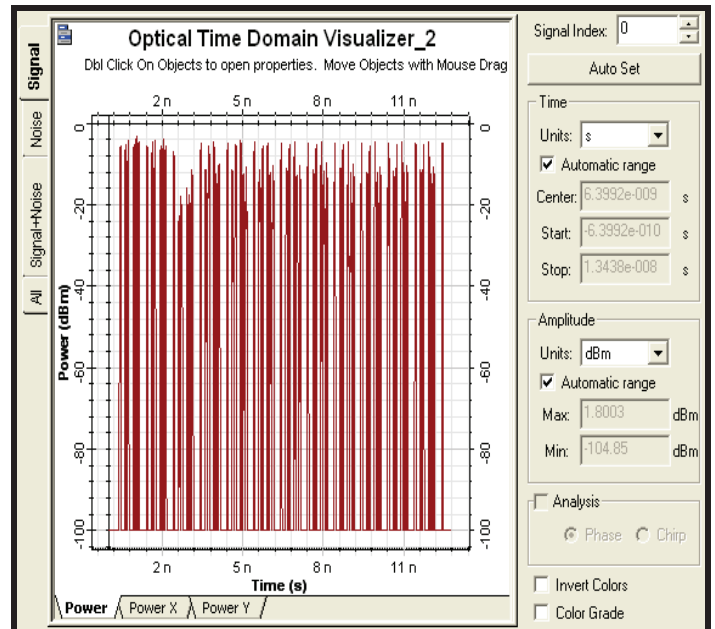 Optical Time Domain Visualizer_2
Dbl Click On Objects to open properties. Move Objects with Mouse Drag
Signal
Noise
Signal+Noise
All
2 n 5 n 8 n 11 n
0
-20
-40
-60
-80
-100
Power (dBm)
0
-20
-40
-60
-80
-100
2 n 5 n 8 n 11 n
Time (s)
Power Power X Power Y
Signal Index: 0
Auto Set
Time
Units: s
Automatic range
Center: 6.3992e-009 s
Start: -6.3992e-010 s
Stop: 1.3438e-008 s
Amplitude
Units: dBm
Automatic range
Max: 1.8003 dBm
Min: -104.85 dBm
Analysis
Phase Chirp
Invert Colors
Color Grade